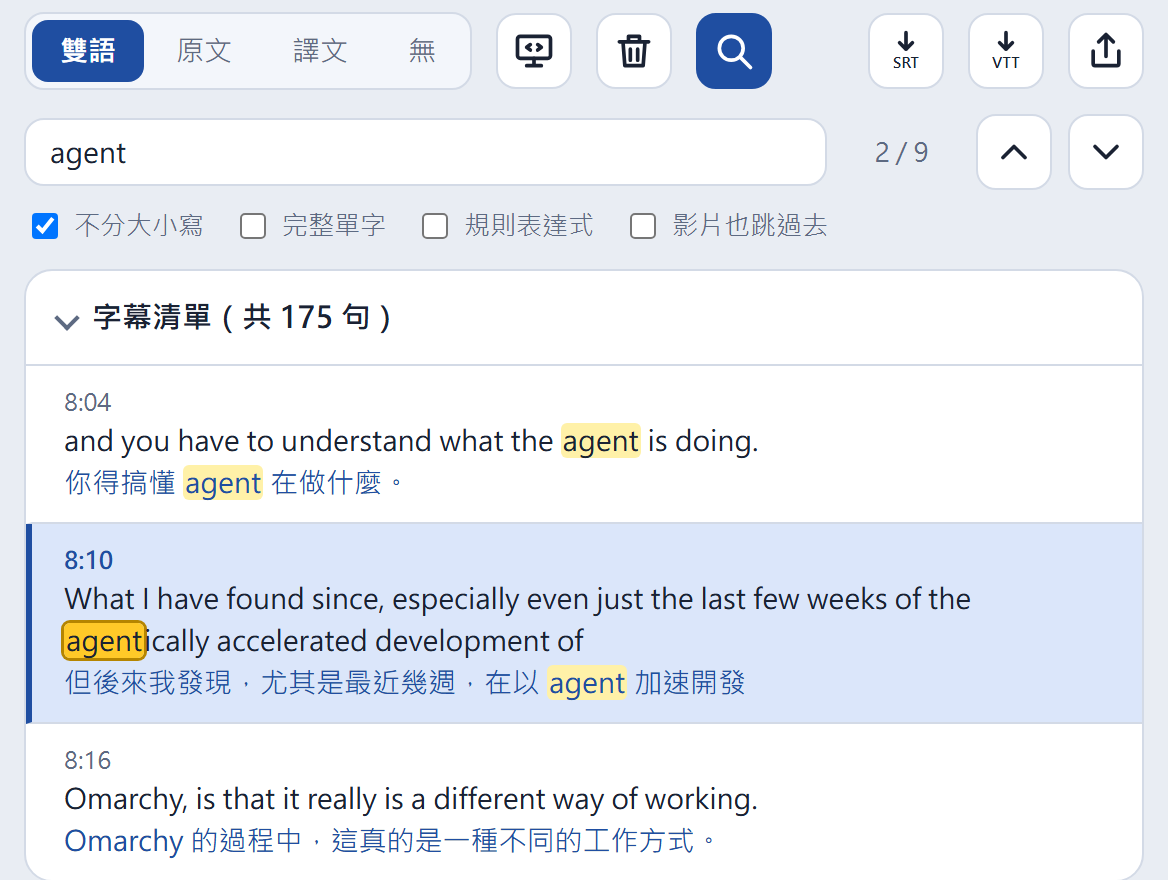 雙語 原文 譯文 無
SRT VTT
agent
2 / 9
不分大小寫 完整單字 規則表達式 影片也跳過去
字幕清單 ( 共 175 句 )
8:04
and you have to understand what the agent is doing.
你得搞懂 agent 在做什麼。
8:10
What I have found since, especially even just the last few weeks of the
agentically accelerated development of
但後來我發現，尤其是最近幾週，在以 agent 加速開發
8:16
Omarchy, is that it really is a different way of working.
Omarchy 的過程中，這真的是一種不同的工作方式。